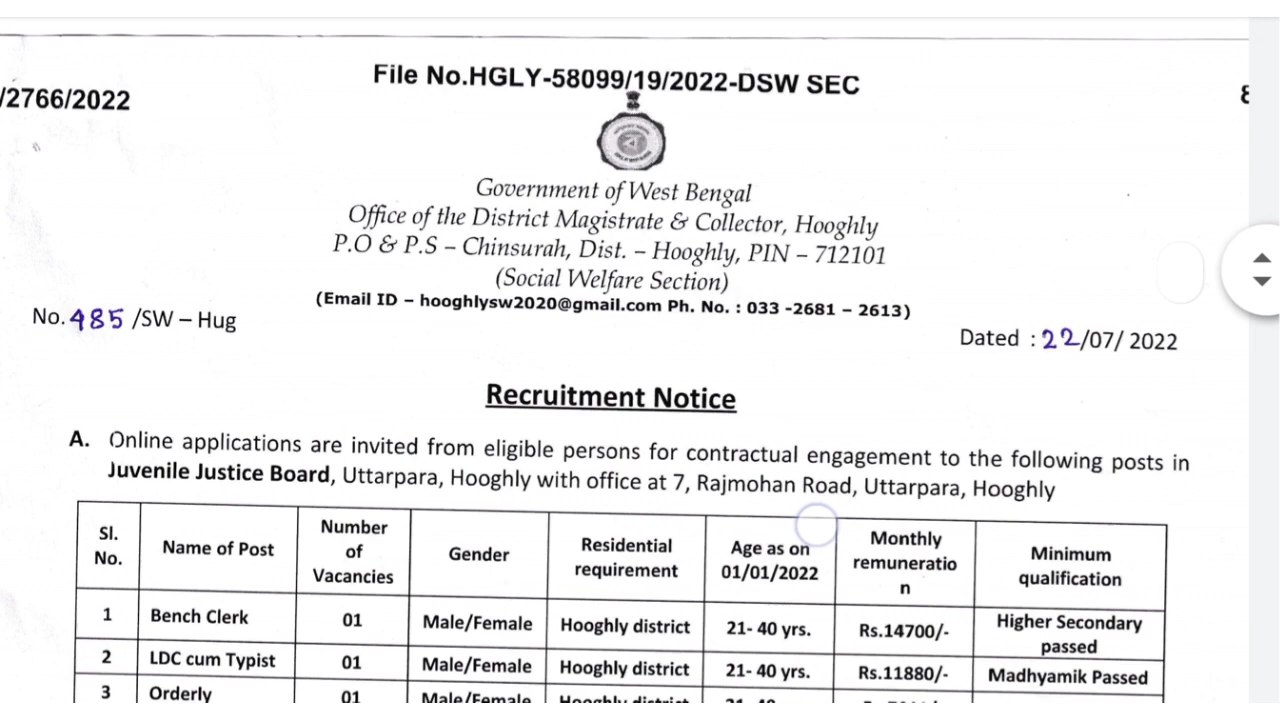 File No.HGLY-58099/19/2022-DSW SEC
/2766/2022
Government of West Bengal
Office of the District Magistrate & Collector, Hooghly
P.O & P.S – Chinsurah, Dist. – Hooghly, PIN – 712101
(Social Welfare Section)
(Email ID – hooghlysw2020@gmail.com Ph. No. : 033 -2681 – 2613)
No. 485 /SW – Hug
Dated : 22/07/ 2022
Recruitment Notice
A. Online applications are invited from eligible persons for contractual engagement to the following posts in
Juvenile Justice Board, Uttarpara, Hooghly with office at 7, Rajmohan Road, Uttarpara, Hooghly
Sl. No. Name of Post Number of Vacancies Gender Residential requirement Age as on 01/01/2022 Monthly remuneratio n Minimum qualification
1 Bench Clerk 01 Male/Female Hooghly district 21- 40 yrs. Rs.14700/- Higher Secondary passed
2 LDC cum Typist 01 Male/Female Hooghly district 21- 40 yrs. Rs.11880/- Madhyamik Passed
3 Orderly 01 Male/Female Hooghly district